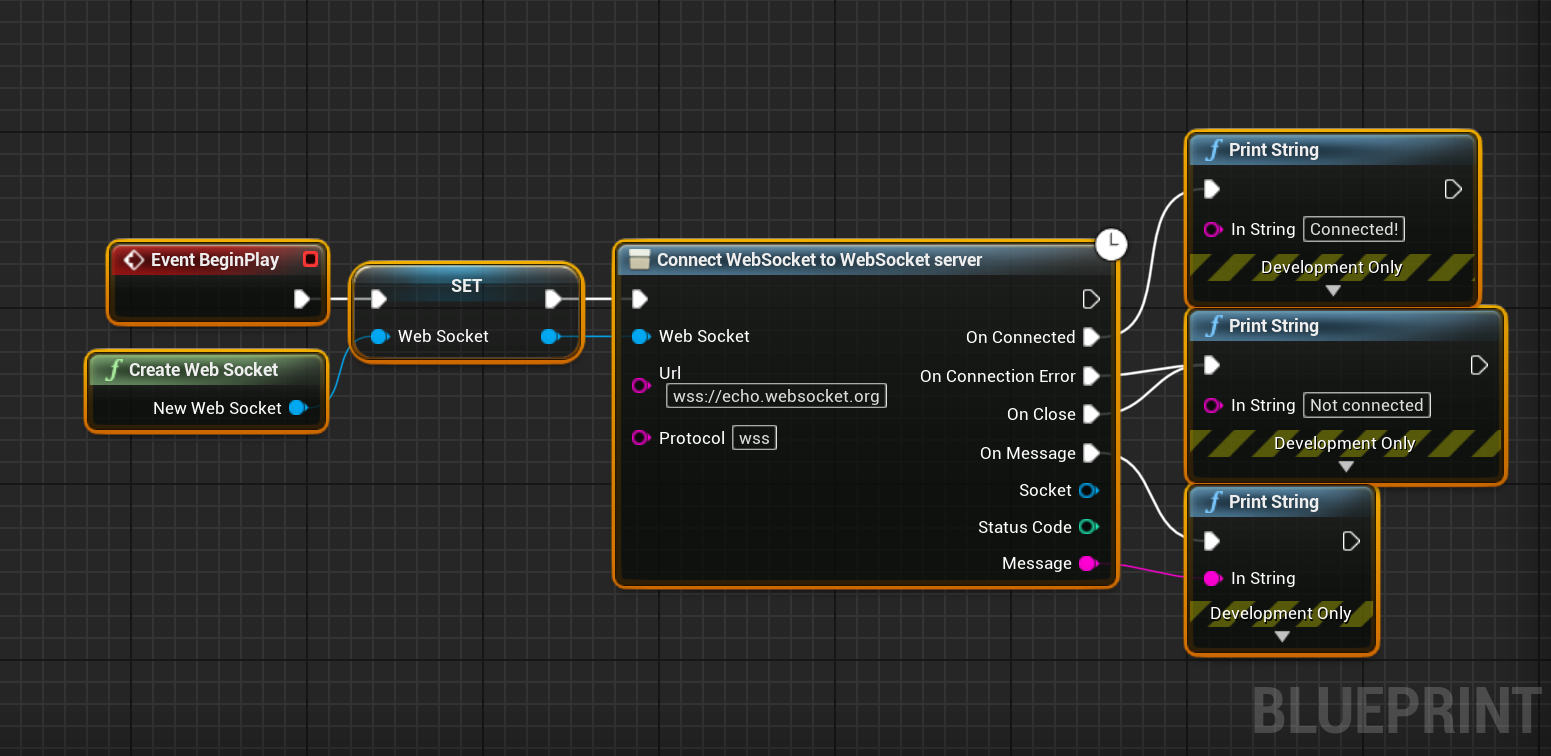 Event BeginPlay
Create Web Socket
New Web Socket
SET
Web Socket
Connect WebSocket to WebSocket server
Web Socket
Url
wss://echo.websocket.org
Protocol wss
On Connected
On Connection Error
On Close
On Message
Socket
Status Code
Message
f Print String
In String Connected!
Development Only
f Print String
In String Not connected
Development Only
f Print String
In String
Development Only
BLUEPRINT